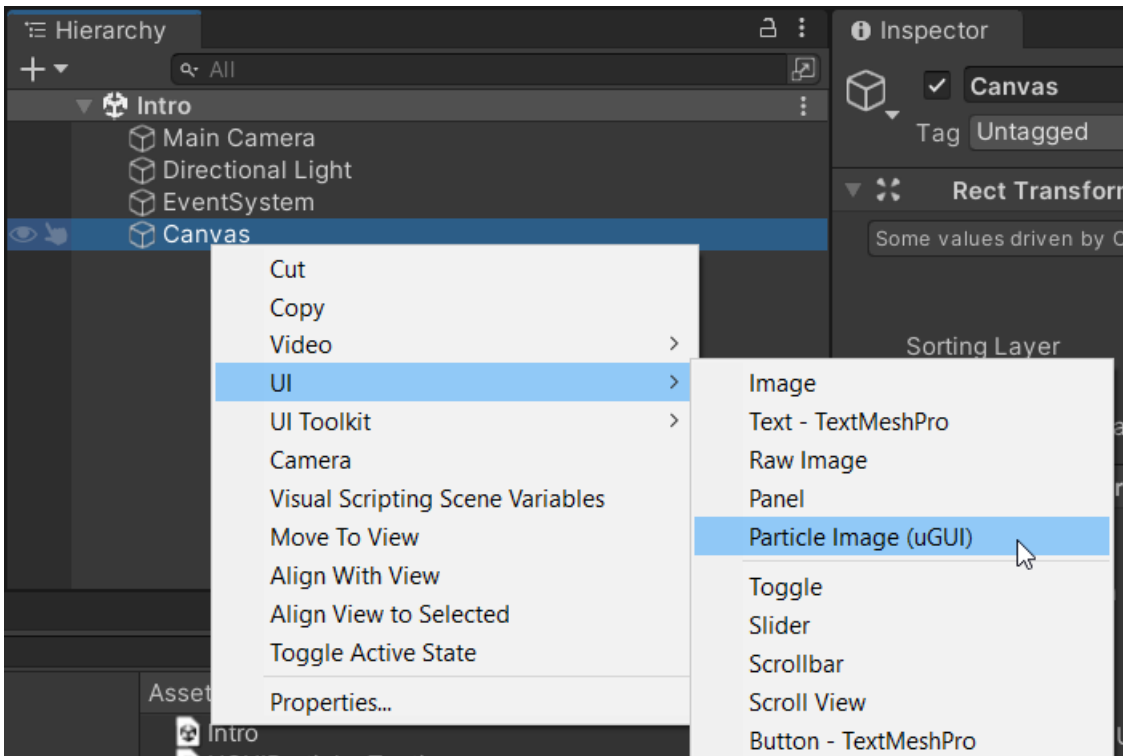 Hierarchy
All
Intro
Main Camera
Directional Light
EventSystem
Canvas
Cut
Copy
Video
UI
UI Toolkit
Camera
Visual Scripting Scene Variables
Move To View
Align With View
Align View to Selected
Toggle Active State
Properties...
Image
Text - TextMeshPro
Raw Image
Panel
Particle Image (uGUI)
Toggle
Slider
Scrollbar
Scroll View
Button - TextMeshPro
Inspector
Canvas
Tag Untagged
Rect Transform
Some values driven by C
Sorting Layer
Asset
Intro